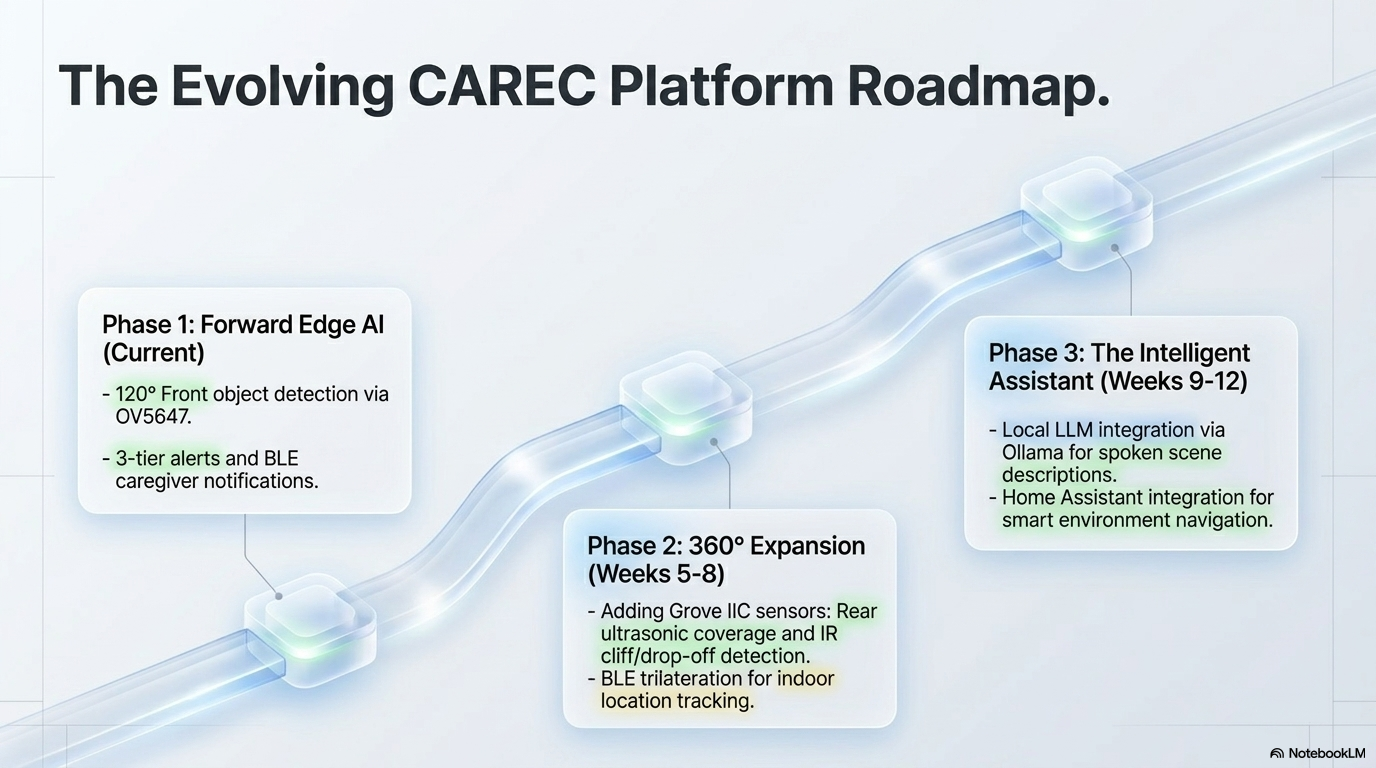 The Evolving CAREC Platform Roadmap.
Phase 1: Forward Edge AI
(Current)
- 120° Front object detection via
OV5647.
- 3-tier alerts and BLE
caregiver notifications.
Phase 2: 360° Expansion
(Weeks 5-8)
- Adding Grove IIC sensors: Rear
ultrasonic coverage and IR
cliff/drop-off detection.
- BLE trilateration for indoor
location tracking.
Phase 3: The Intelligent
Assistant (Weeks 9-12)
- Local LLM integration via
Ollama for spoken scene
descriptions.
- Home Assistant integration for
smart environment navigation.
NotebookLM